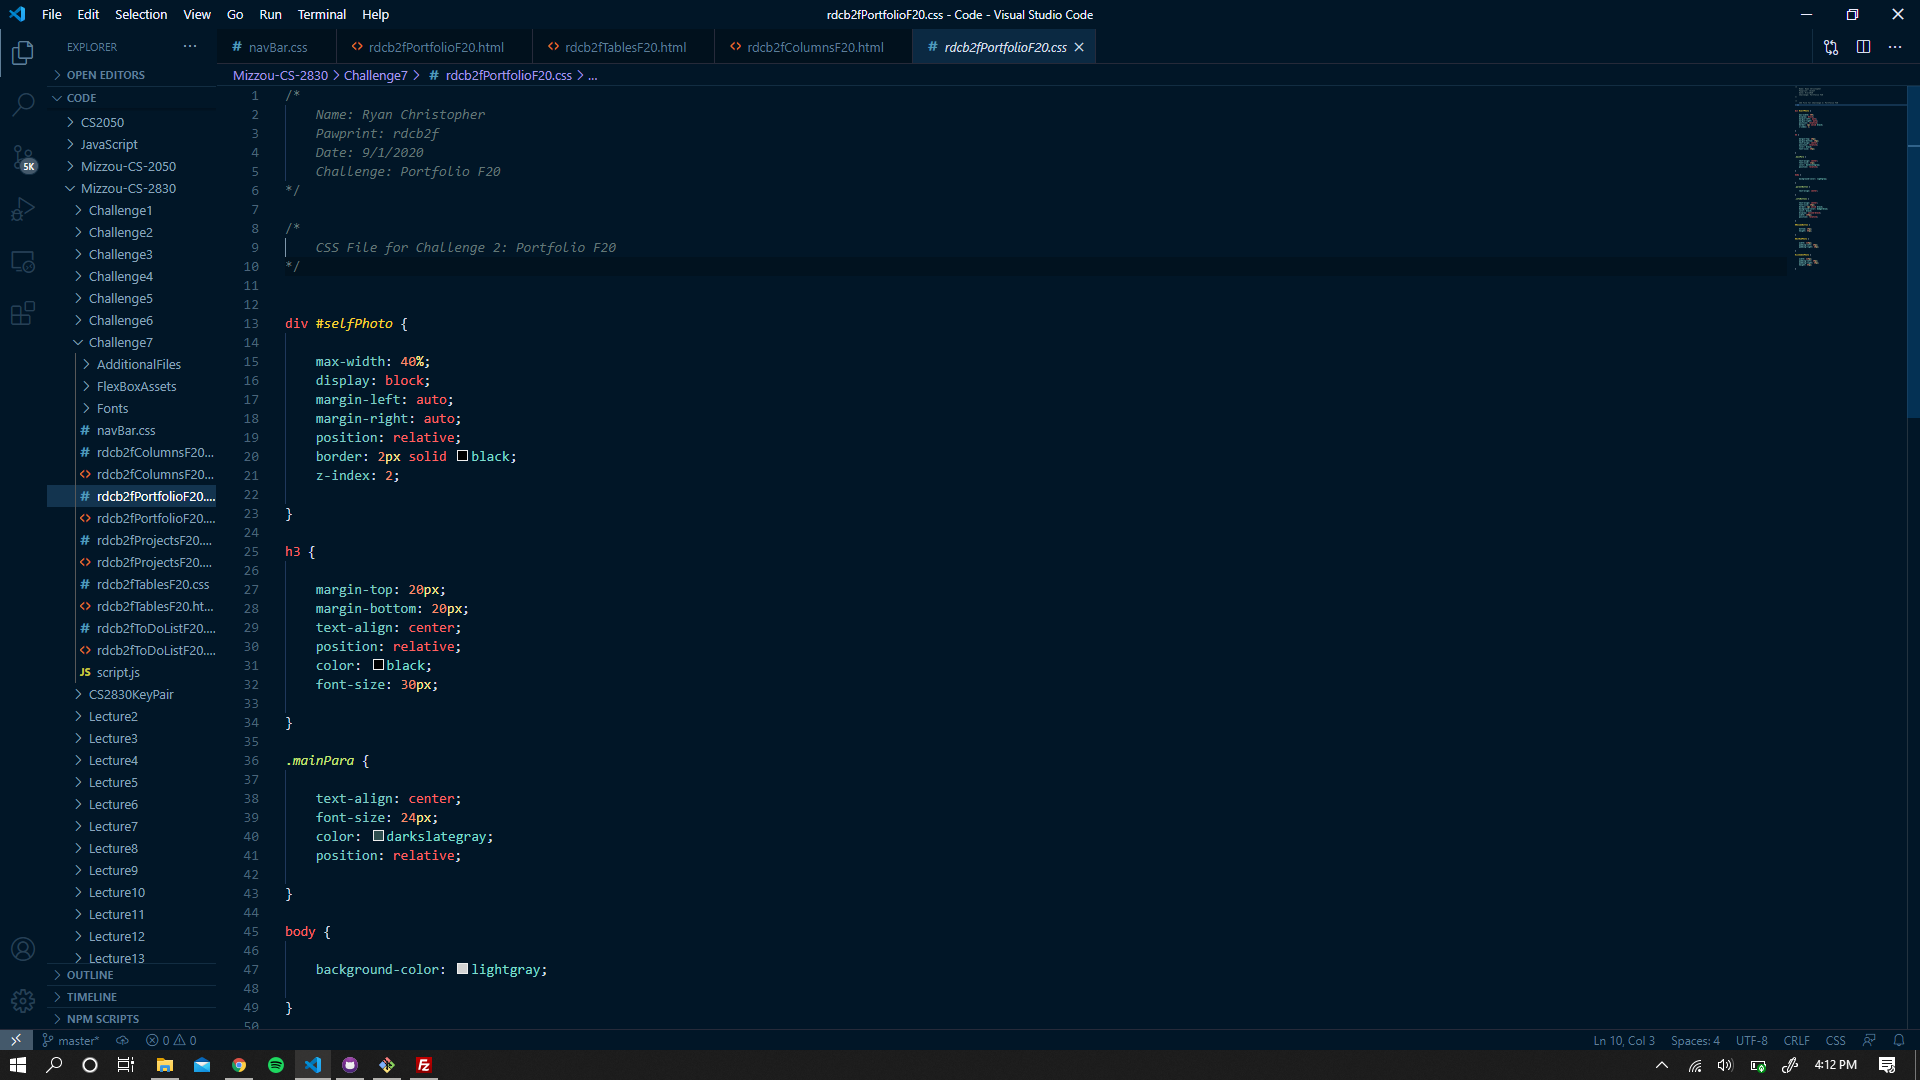 File Edit Selection View Go Run Terminal Help
rdcb2fPortfolioF20.css - Code - Visual Studio Code
EXPLORER
# navBar.css
<> rdcb2fPortfolioF20.html
<> rdcb2fTablesF20.html
<> rdcb2fColumnsF20.html
# rdcb2fPortfolioF20.css
Mizzou-CS-2830 > Challenge7 > # rdcb2fPortfolioF20.css > ...
OPEN EDITORS
CODE
CS2050
JavaScript
Mizzou-CS-2050
Mizzou-CS-2830
Challenge1
Challenge2
Challenge3
Challenge4
Challenge5
Challenge6
Challenge7
AdditionalFiles
FlexBoxAssets
Fonts
# navBar.css
# rdcb2fColumnsF20...
<> rdcb2fColumnsF20...
# rdcb2fPortfolioF20....
<> rdcb2fPortfolioF20....
# rdcb2fProjectsF20....
<> rdcb2fProjectsF20....
# rdcb2fTablesF20.css
<> rdcb2fTablesF20.ht...
# rdcb2fToDoListF20....
<> rdcb2fToDoListF20....
JS script.js
CS2830KeyPair
Lecture2
Lecture3
Lecture4
Lecture5
Lecture6
Lecture7
Lecture8
Lecture9
Lecture10
Lecture11
Lecture12
Lecture13
OUTLINE
TIMELINE
NPM SCRIPTS
5K
1 /*
2 Name: Ryan Christopher
3 Pawprint: rdcb2f
4 Date: 9/1/2020
5 Challenge: Portfolio F20
6 */
7
8 /*
9 CSS File for Challenge 2: Portfolio F20
10 */
11
12
13 div #selfPhoto {
14
15 max-width: 40%;
16 display: block;
17 margin-left: auto;
18 margin-right: auto;
19 position: relative;
20 border: 2px solid black;
21 z-index: 2;
22
23 }
24
25 h3 {
26
27 margin-top: 20px;
28 margin-bottom: 20px;
29 text-align: center;
30 position: relative;
31 color: black;
32 font-size: 30px;
33
34 }
35
36 .mainPara {
37
38 text-align: center;
39 font-size: 24px;
40 color: darkslategray;
41 position: relative;
42
43 }
44
45 body {
46
47 background-color: lightgray;
48
49 }
50
master* 0 0
Ln 10, Col 3 Spaces: 4 UTF-8 CRLF CSS
4:12 PM